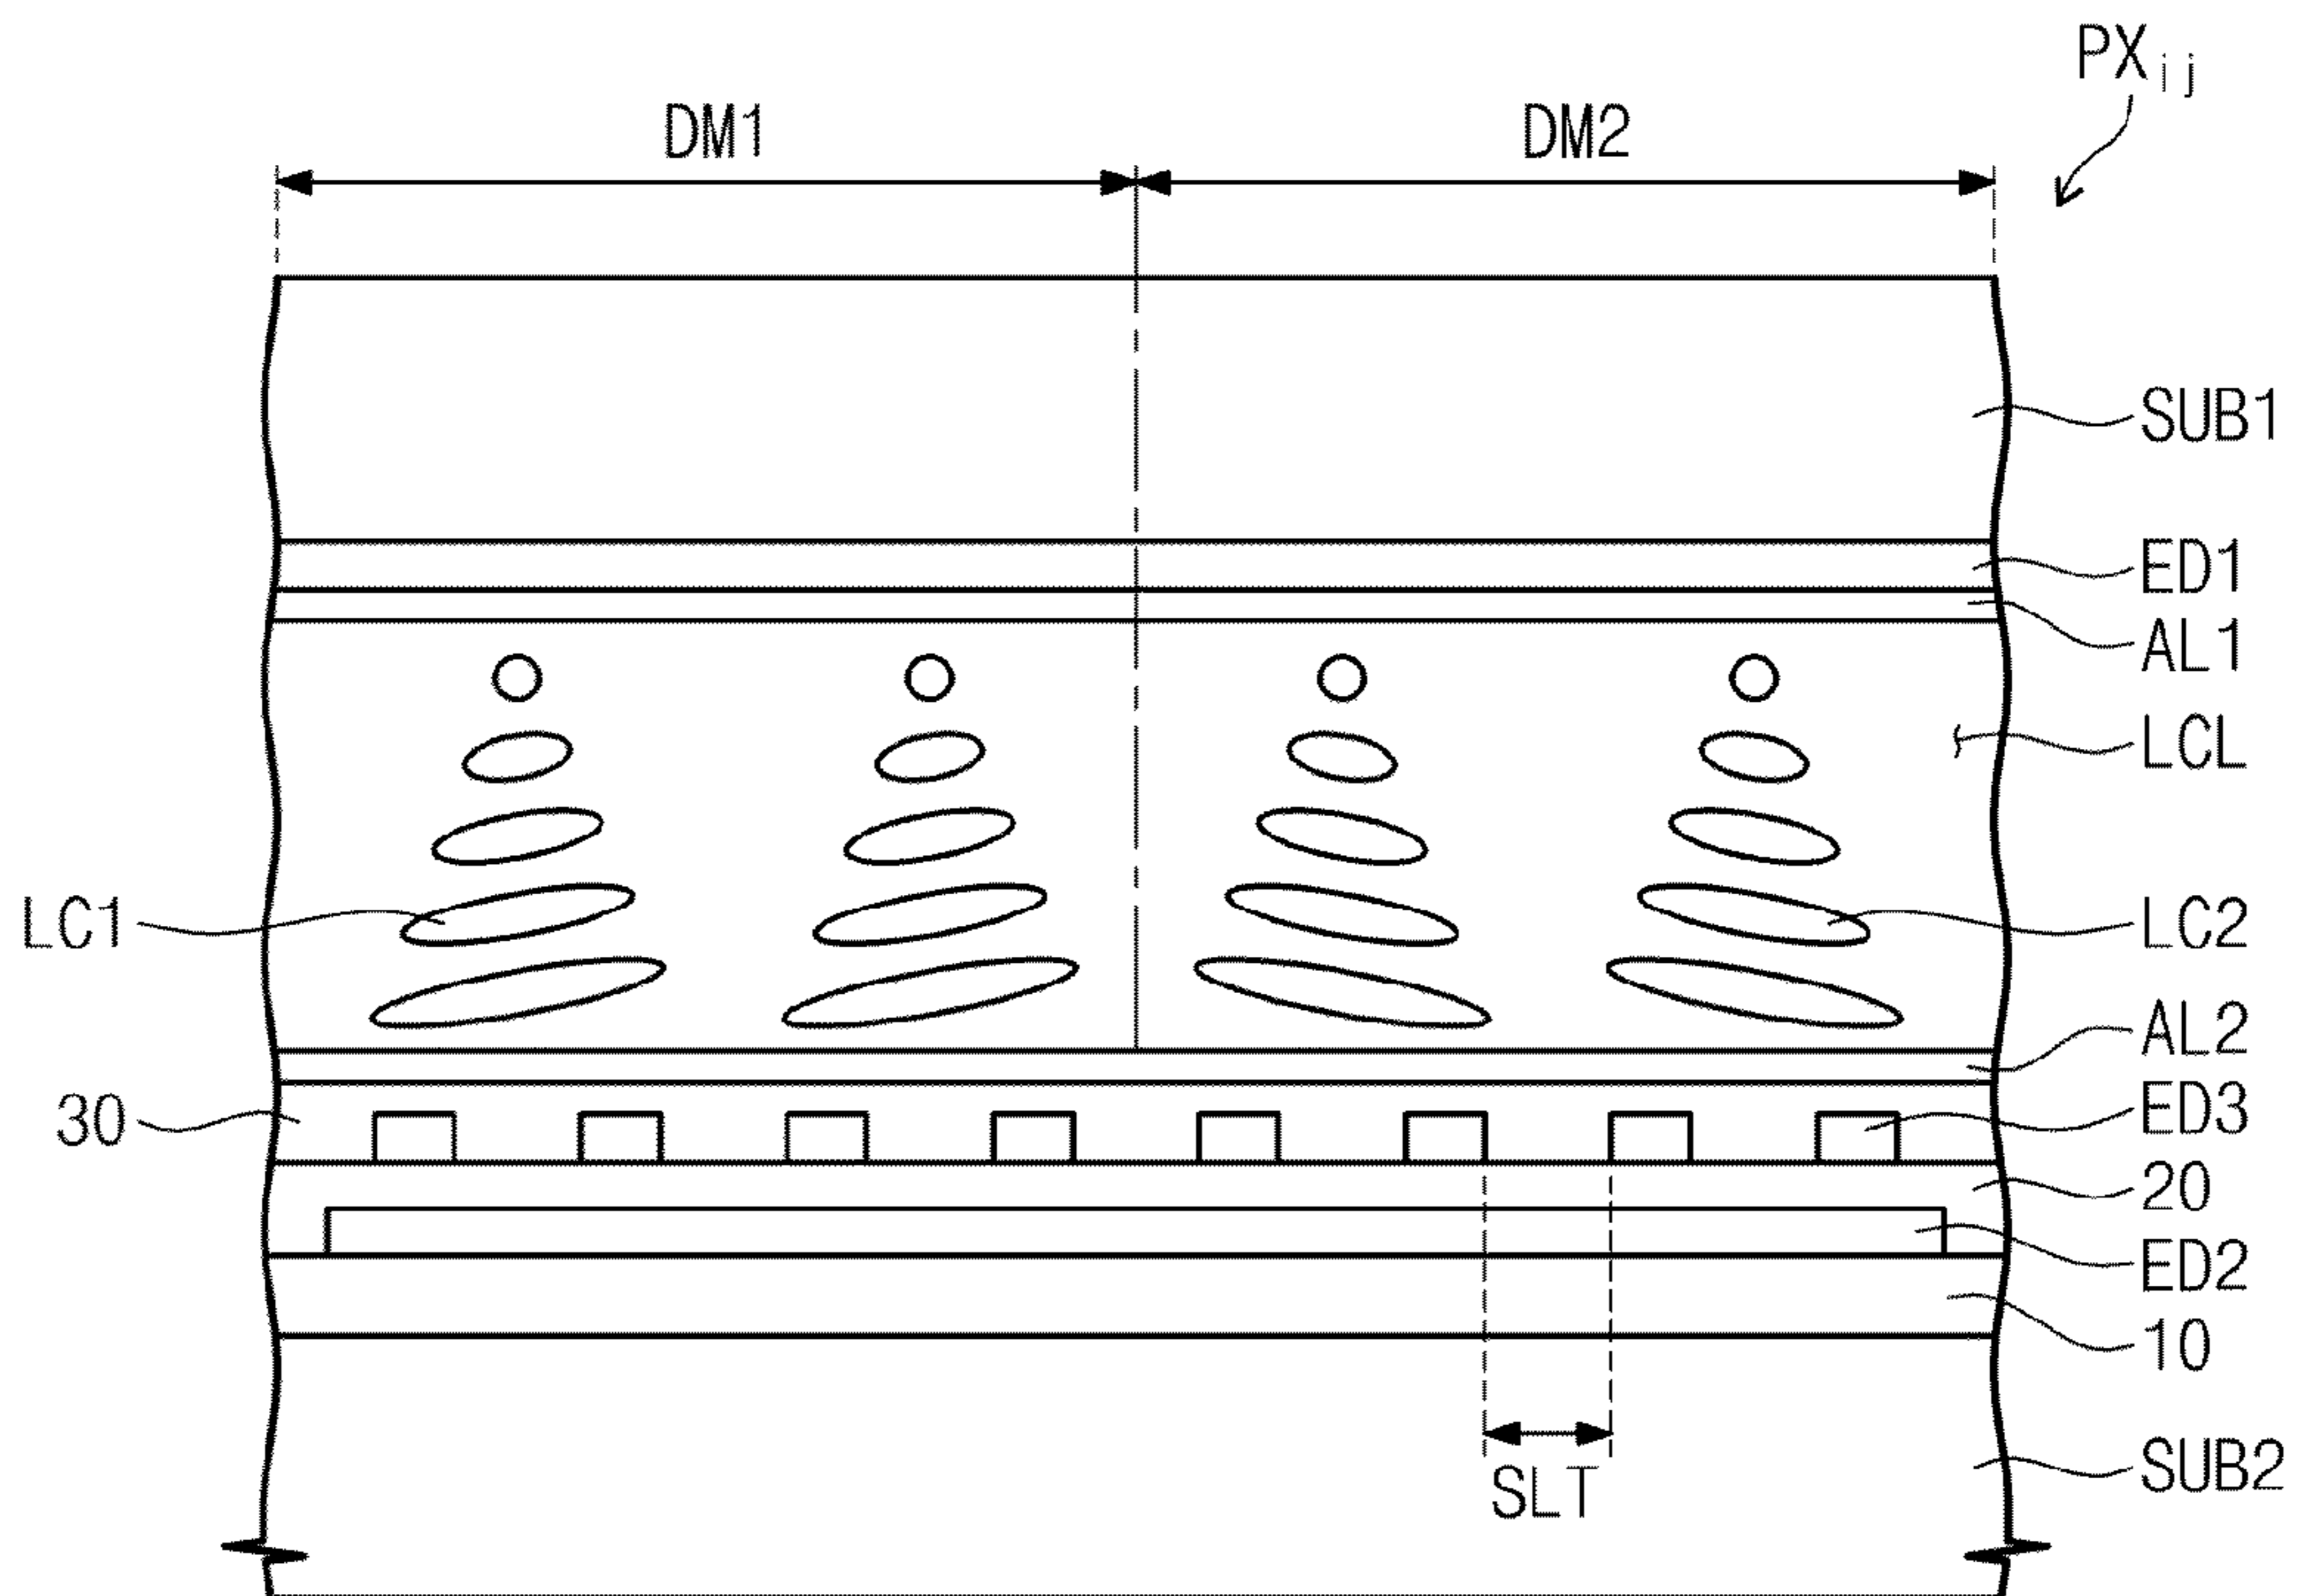 PXij
DM1
DM2
SUB1
ED1
AL1
LCL
LC1
LC2
AL2
30
ED3
20
ED2
10
SLT
SUB2